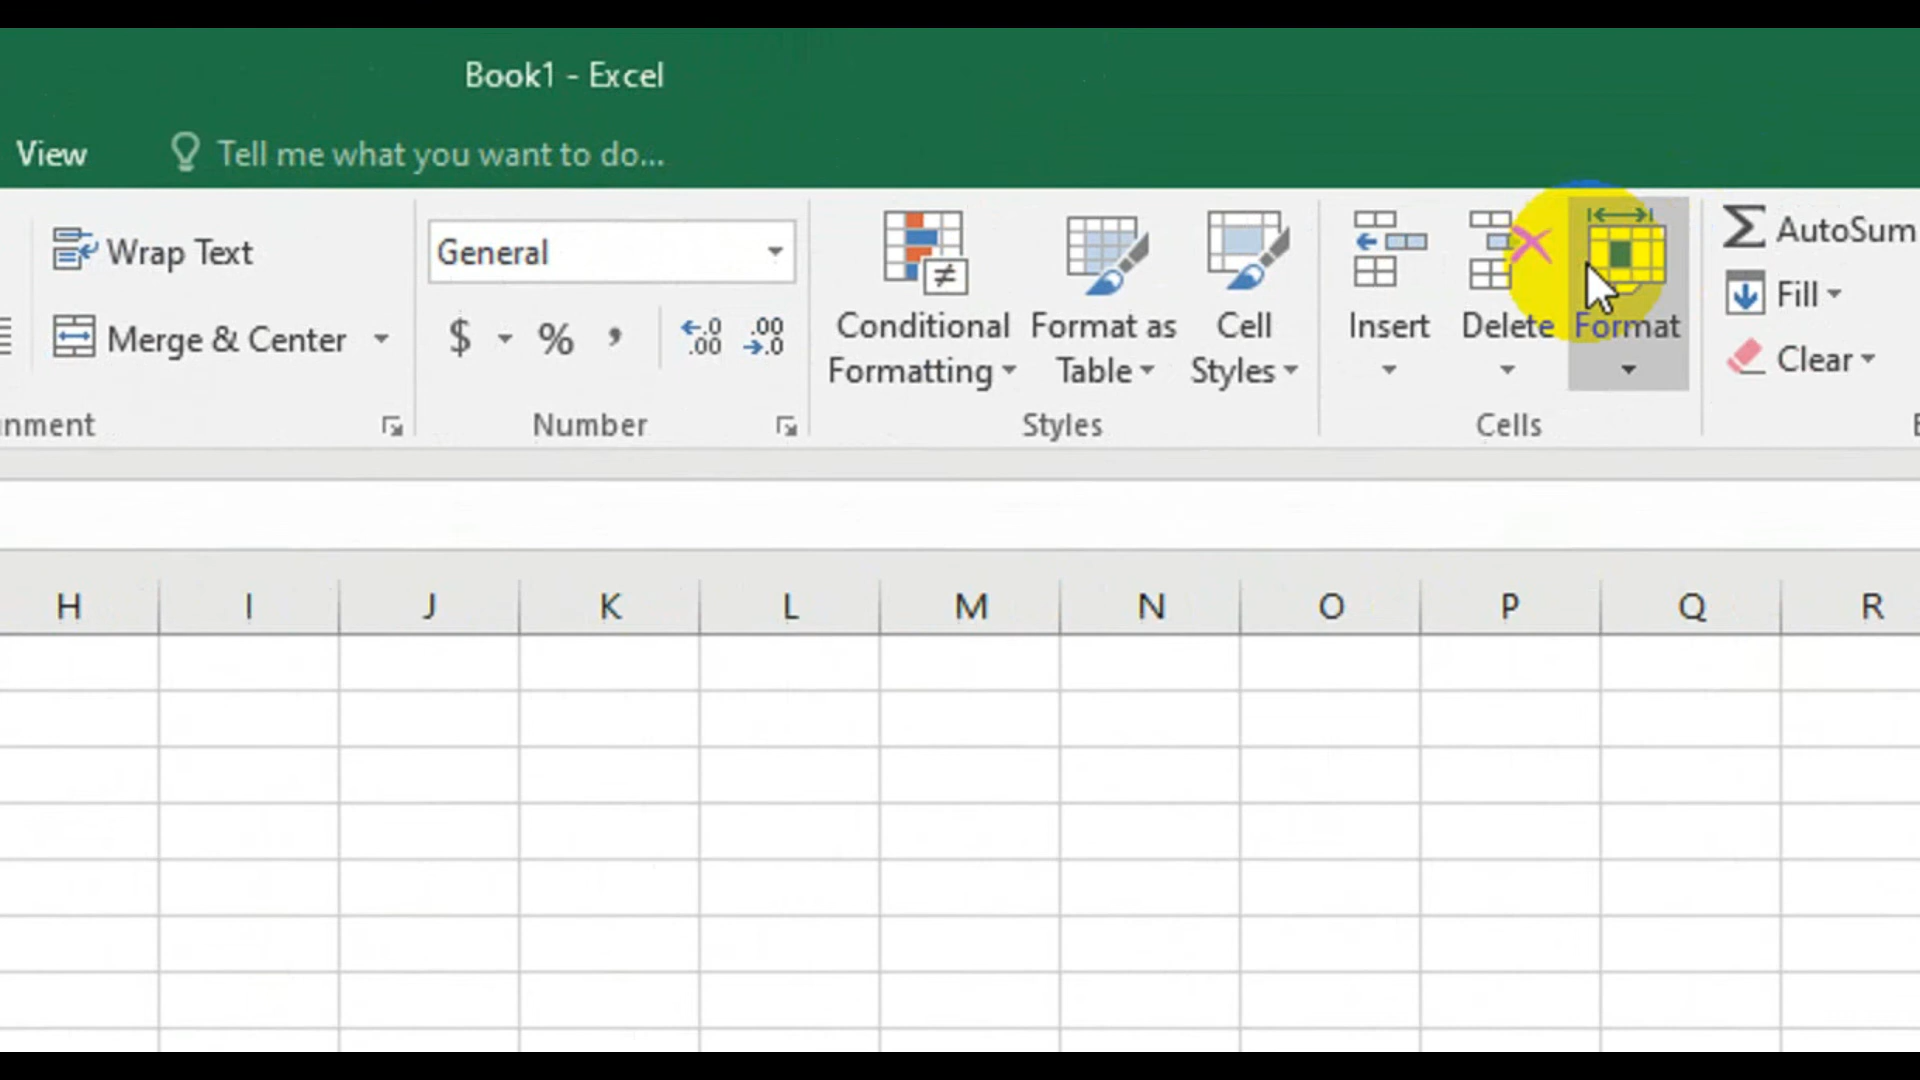 Book1 - Excel
View Tell me what you want to do...
Wrap Text
General
Merge & Center
$ % , .0 .00 .00 .0
Conditional Formatting
Format as Table
Cell Styles
Insert
Delete
Format
AutoSum
Fill
Clear
nment
Number
Styles
Cells
H I J K L M N O P Q R